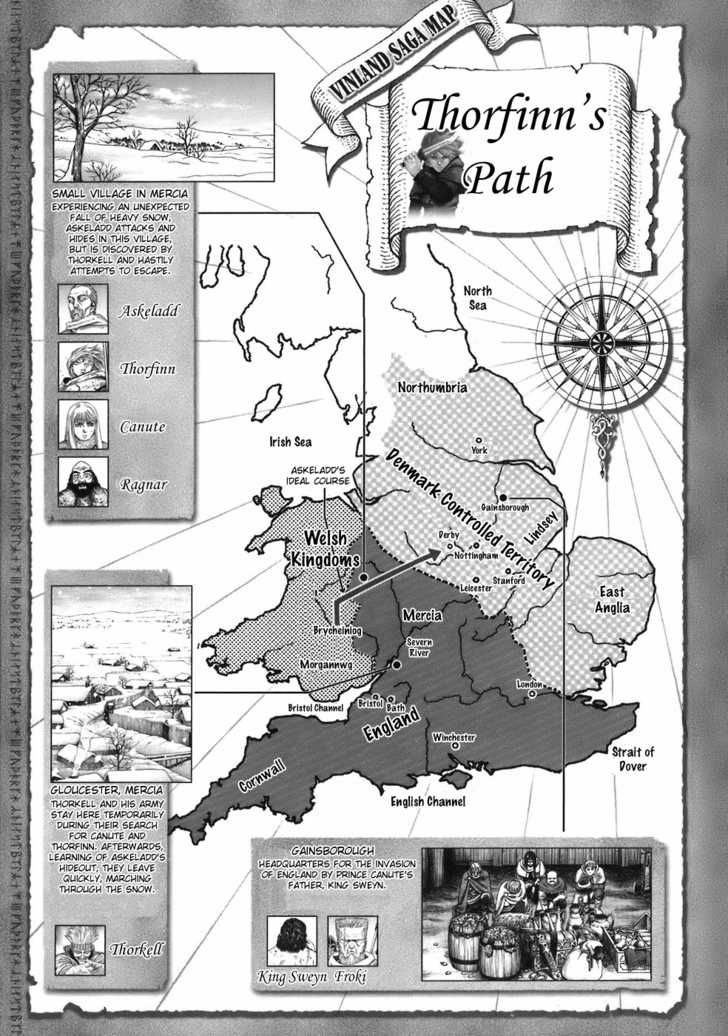 VINLAND SAGA MAP
Thorfinn's
Path
SMALL VILLAGE IN MERCIA
EXPERIENCING AN UNEXPECTED
FALL OF HEAVY SNOW,
ASKELADD ATTACKS AND
HIDES IN THIS VILLAGE,
BUT IS DISCOVERED BY
THORKELL AND HASTILY
ATTEMPTS TO ESCAPE.
Askeladd
Thorfinn
Canute
Ragnar
North
Sea
Northumbria
York
Irish Sea
ASKELADD'S
IDEAL COURSE
Denmark Controlled Territory
Gainsborough
Lindsey
Derby
Nottingham
Stanford
Leicester
Welsh
Kingdoms
East
Anglia
Mercia
Brycheiniog
Severn
River
Morgannwg
London
Bristol Channel
Bristol
Bath
England
Winchester
Cornwall
Strait of
Dover
English Channel
GLOUCESTER, MERCIA
THORKELL AND HIS ARMY
STAY HERE TEMPORARILY
DURING THEIR SEARCH
FOR CANUTE AND
THORFINN. AFTERWARDS,
LEARNING OF ASKELADD'S
HIDEOUT, THEY LEAVE
QUICKLY, MARCHING
THROUGH THE SNOW.
Thorkell
GAINSBOROUGH
HEADQUARTERS FOR THE INVASION
OF ENGLAND BY PRINCE CANUTE'S
FATHER, KING SWEYN.
King Sweyn
Froki